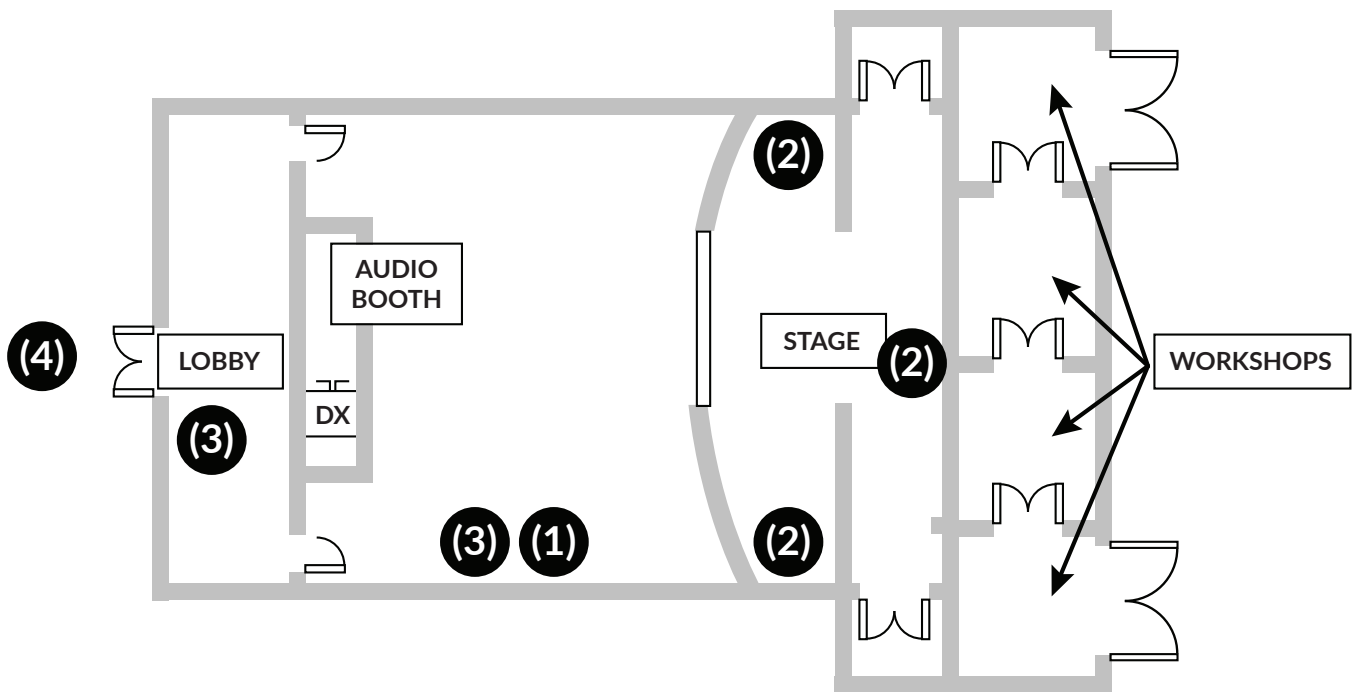 (2)
AUDIO
BOOTH
(4)
LOBBY
STAGE
(2)
WORKSHOPS
DX
(3)
(3)
(1)
(2)